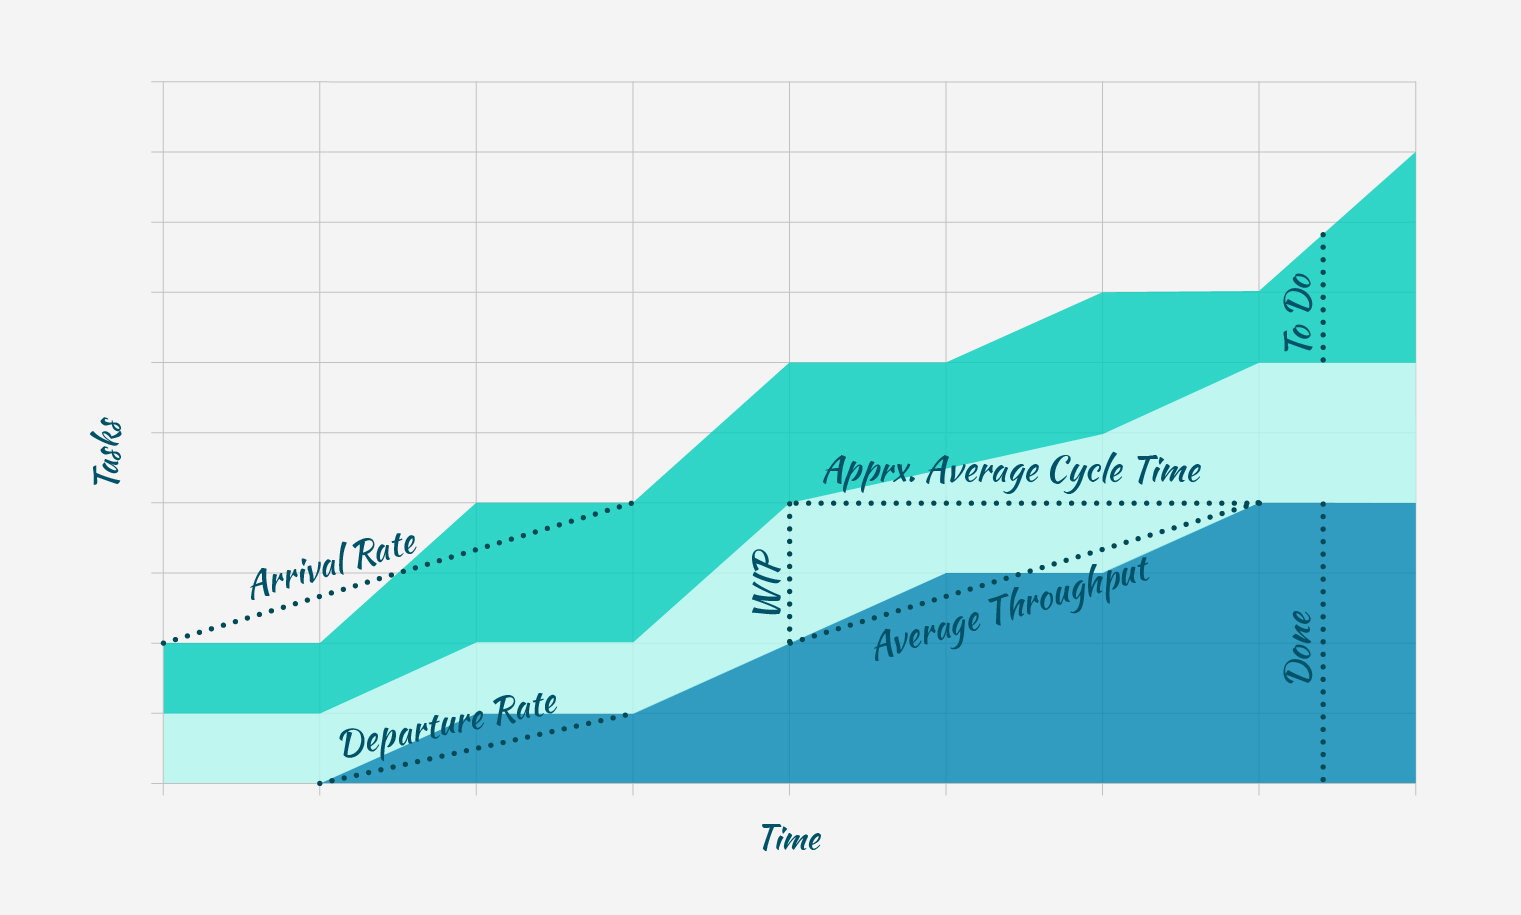 To Do
Tasks
Apprx. Average Cycle Time
Arrival Rate
WIP
Average Throughput
Done
Departure Rate
Time